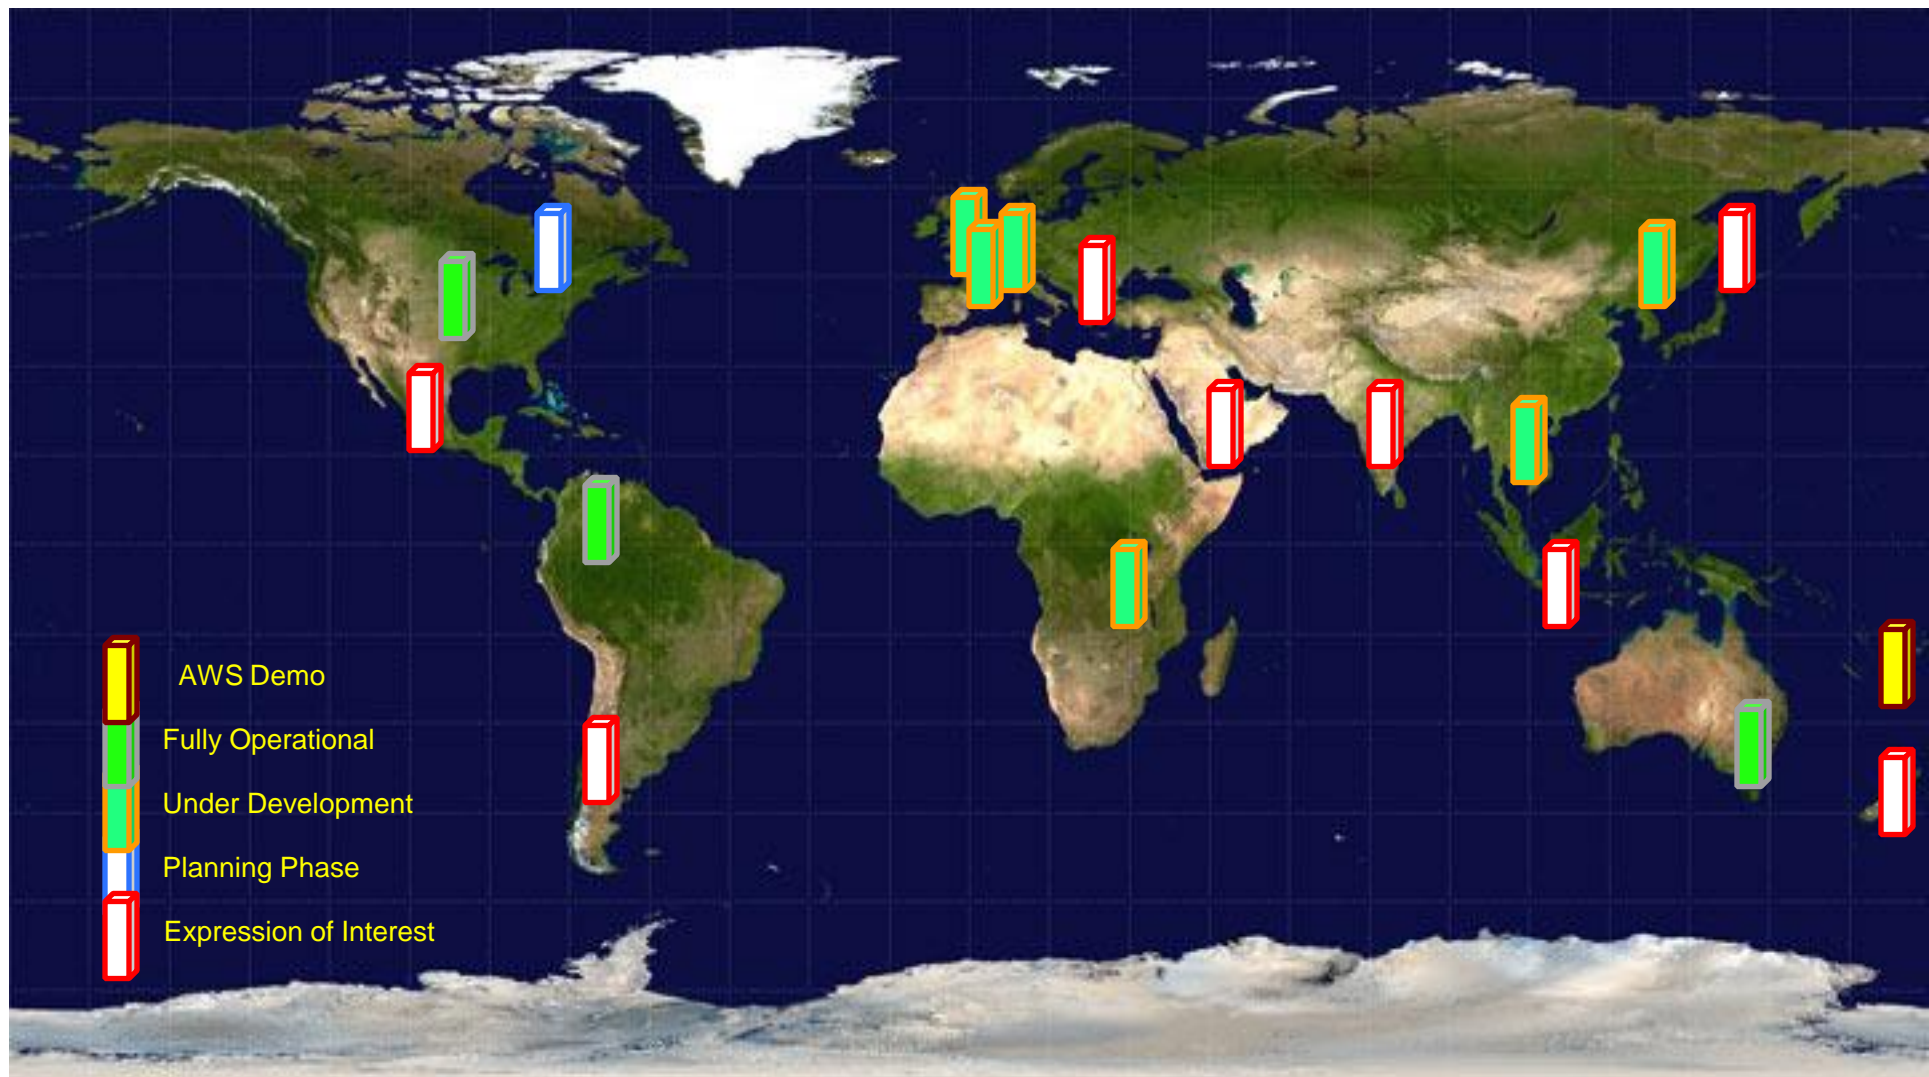 AWS Demo
Fully Operational
Under Development
Planning Phase
Expression of Interest